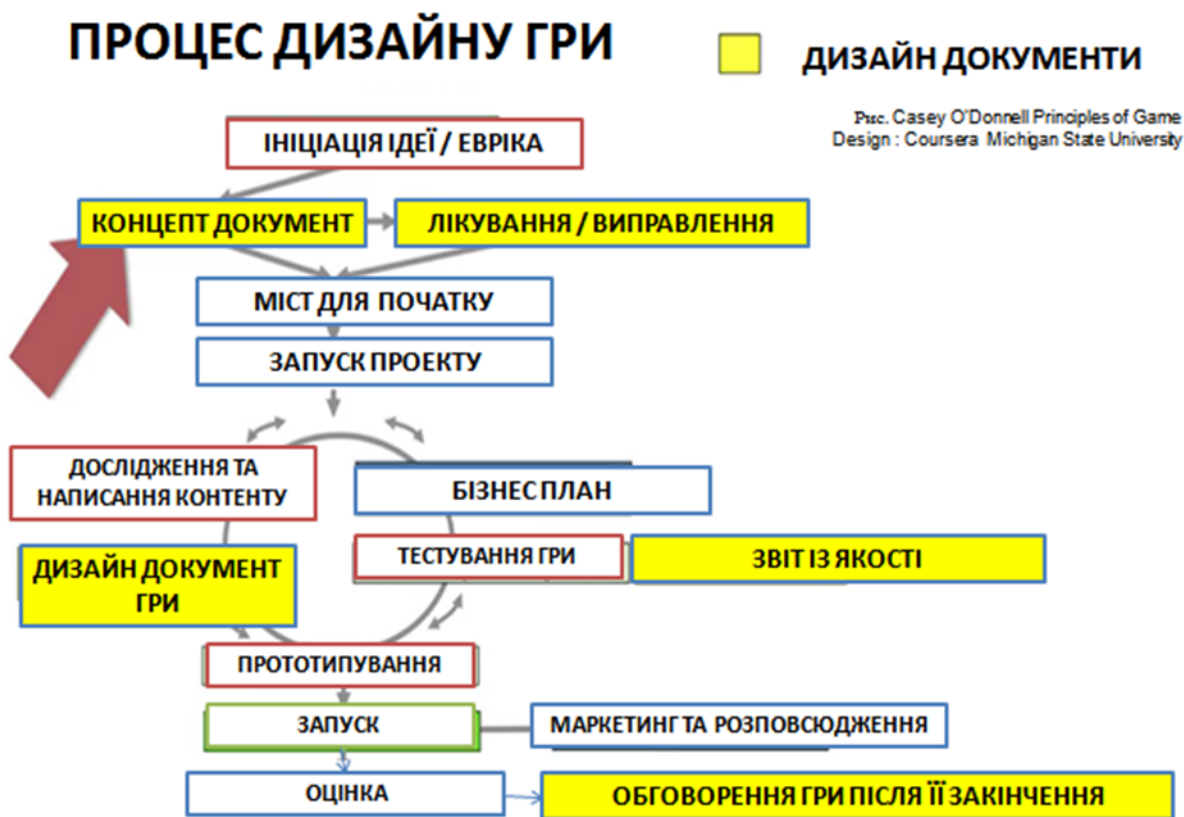 ПРОЦЕС ДИЗАЙНУ ГРИ
ДИЗАЙН ДОКУМЕНТИ
Рис. Casey O'Donnell Principles of Game
Design : Coursera Michigan State University
ІНІЦІАЦІЯ ІДЕЇ / ЕВРІКА
КОНЦЕПТ ДОКУМЕНТ
ЛІКУВАННЯ / ВИПРАВЛЕННЯ
МІСТ ДЛЯ ПОЧАТКУ
ЗАПУСК ПРОЕКТУ
ДОСЛІДЖЕННЯ ТА
НАПИСАННЯ КОНТЕНТУ
БІЗНЕС ПЛАН
ТЕСТУВАННЯ ГРИ
ЗВІТ ІЗ ЯКОСТІ
ДИЗАЙН ДОКУМЕНТ
ГРИ
ПРОТОТИПУВАННЯ
ЗАПУСК
МАРКЕТИНГ ТА РОЗПОВСЮДЖЕННЯ
ОЦІНКА
ОБГОВОРЕННЯ ГРИ ПІСЛЯ ЇЇ ЗАКІНЧЕННЯ